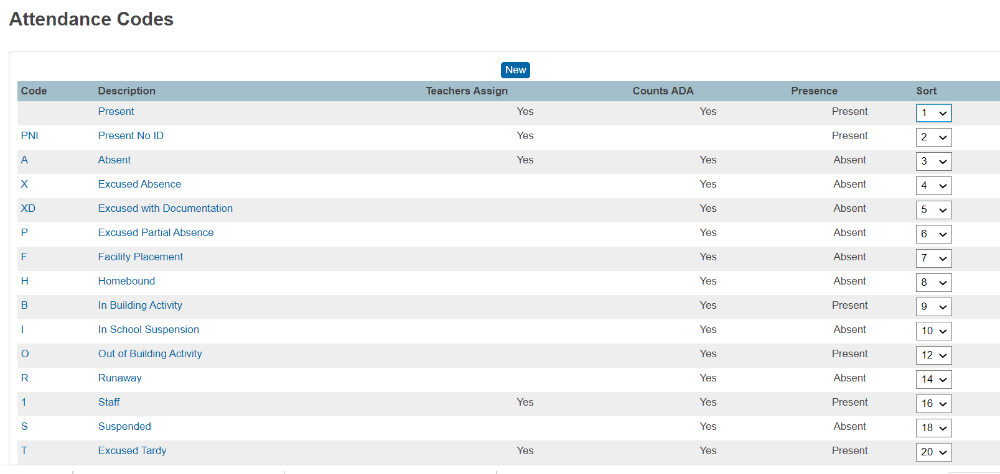 Attendance Codes
New
Code Description Teachers Assign Counts ADA Presence Sort
Present Yes Yes Present 1
PNI Present No ID Yes Present 2
A Absent Yes Yes Absent 3
X Excused Absence Yes Absent 4
XD Excused with Documentation Yes Absent 5
P Excused Partial Absence Yes Absent 6
F Facility Placement Yes Absent 7
H Homebound Yes Absent 8
B In Building Activity Yes Present 9
I In School Suspension Yes Absent 10
O Out of Building Activity Yes Present 12
R Runaway Yes Absent 14
1 Staff Yes Yes Present 16
S Suspended Yes Absent 18
T Excused Tardy Yes Yes Present 20